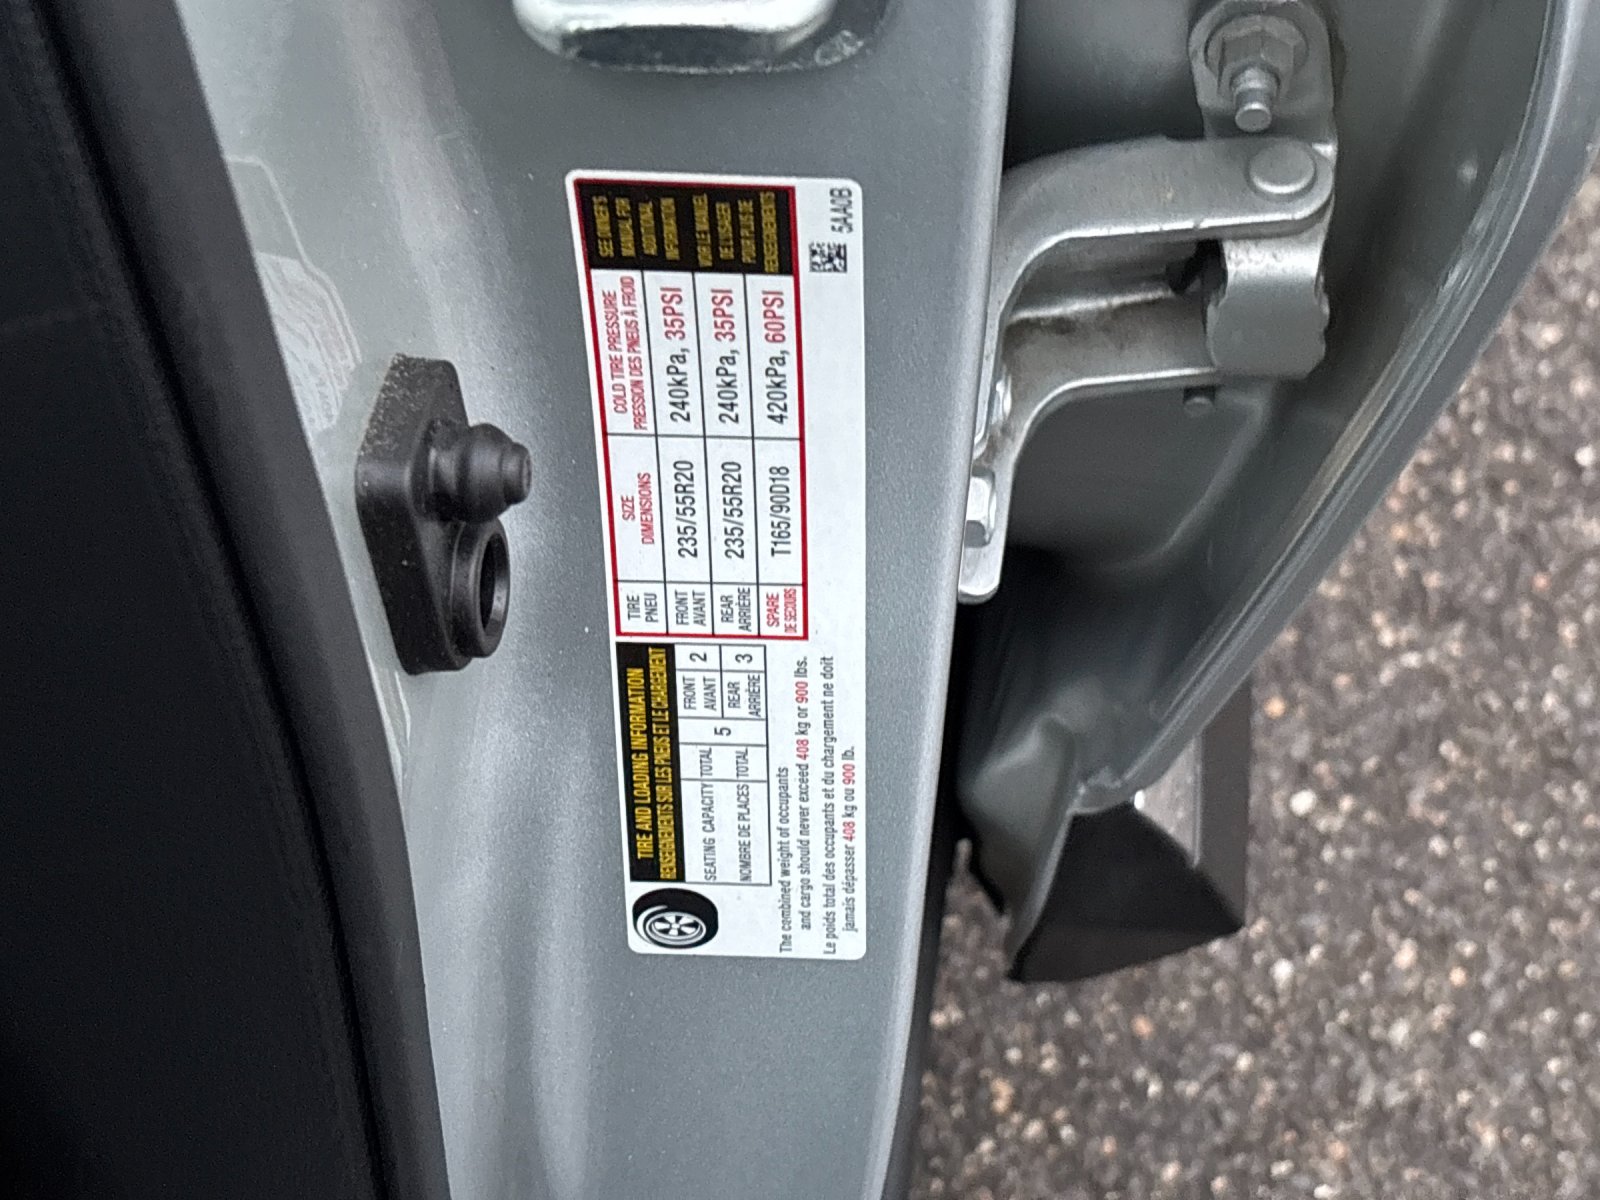 TIRE AND LOADING INFORMATION
RENSEIGNEMENTS SUR LES PNEUS ET LE CHARGEMENT
SEATING CAPACITY TOTAL 5 FRONT AVANT 2
NOMBRE DE PLACES TOTAL REAR ARRIÈRE 3
The combined weight of occupants
and cargo should never exceed 408 kg or 900 lbs.
Le poids total des occupants et du chargement ne doit
jamais dépasser 408 kg ou 900 lb.
TIRE SIZE COLD TIRE PRESSURE
PNEU DIMENSIONS PRESSION DES PNEUS À FROID
FRONT AVANT 235/55R20 240kPa, 35PSI
REAR ARRIÈRE 235/55R20 240kPa, 35PSI
SPARE DE SECOURS T165/90D18 420kPa, 60PSI
SEE OWNER'S
MANUAL FOR
ADDITIONAL
INFORMATION
VOIR LE MANUEL
DE L'USAGER
POUR PLUS DE
RENSEIGNEMENTS
5AA0B